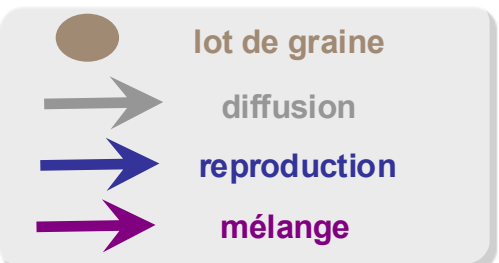 lot de graine
diffusion
reproduction
mélange